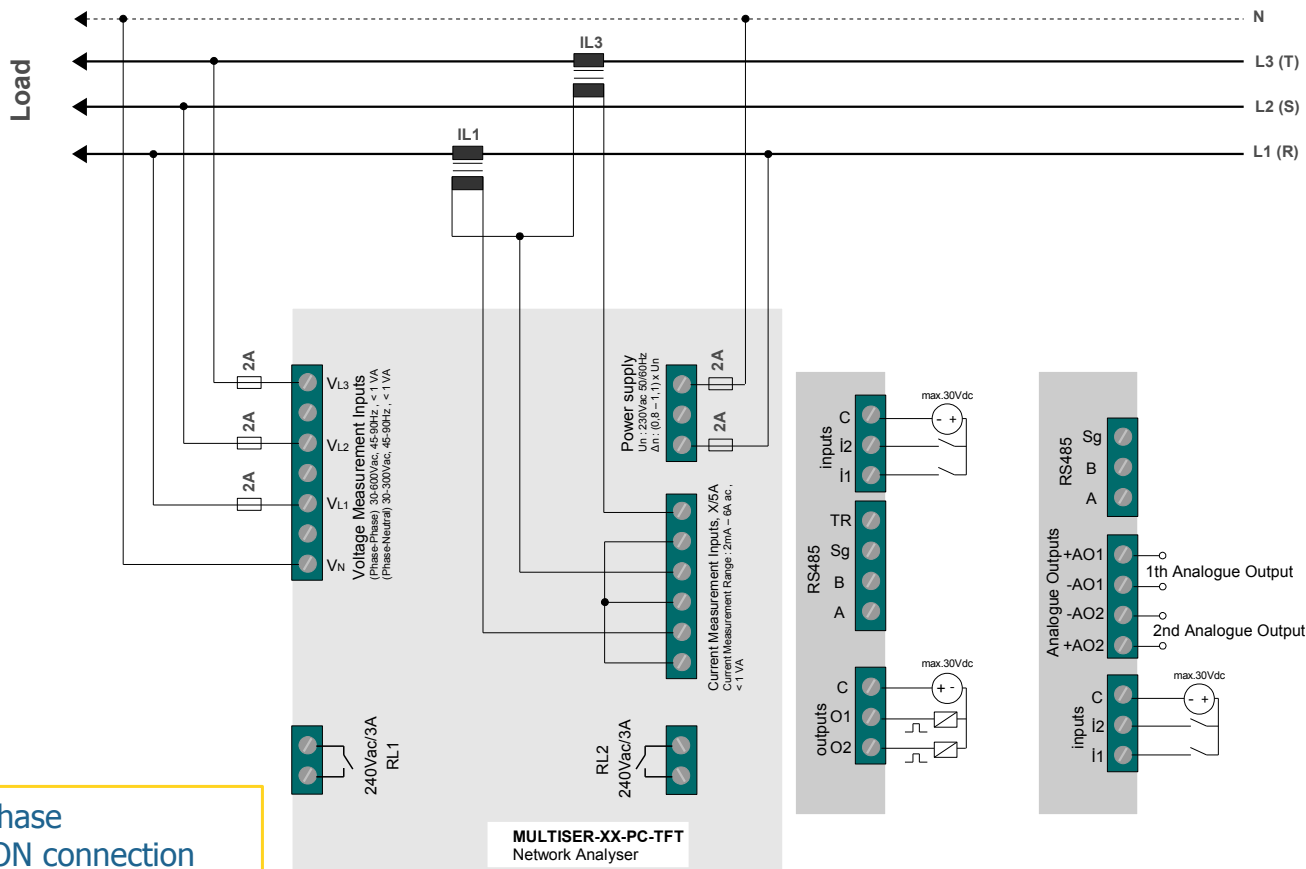 N
L3 (T)
L2 (S)
L1 (R)
Load
IL3
IL1
2A
2A
2A
VL3
VL2
VL1
VN
Voltage Measurement Inputs
(Phase-Phase) 30-600Vac, 45-90Hz , < 1 VA
(Phase-Neutral) 30-300Vac, 45-90Hz , < 1 VA
Power supply
Un : 230Vac 50/60Hz
Δn : (0,8 – 1,1) x Un
2A
2A
Current Measurement Inputs, X/5A
Current Measurement Range : 2mA – 6A ac ,
< 1 VA
240Vac/3A
RL1
RL2
240Vac/3A
MULTISER-XX-PC-TFT
Network Analyser
hase
ON connection
max.30Vdc
- +
inputs
C
İ2
İ1
RS485
TR
Sg
B
A
max.30Vdc
+ -
outputs
C
O1
O2
RS485
Sg
B
A
Analogue Outputs
+AO1
-AO1
-AO2
+AO2
1th Analogue Output
2nd Analogue Output
max.30Vdc
- +
inputs
C
İ2
İ1